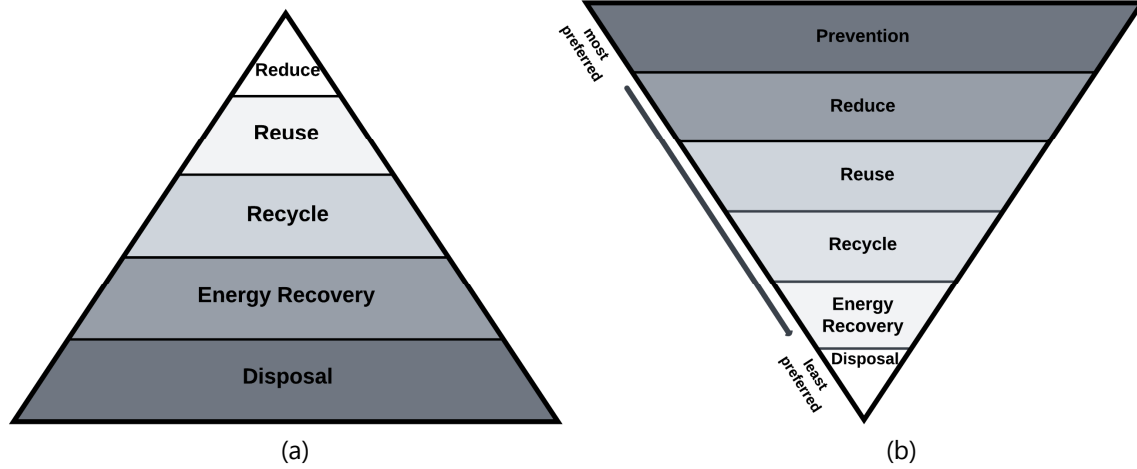 Reduce
Reuse
Recycle
Energy Recovery
Disposal
(a)
most
preferred
Prevention
Reduce
Reuse
Recycle
Energy
Recovery
Disposal
least
preferred
(b)